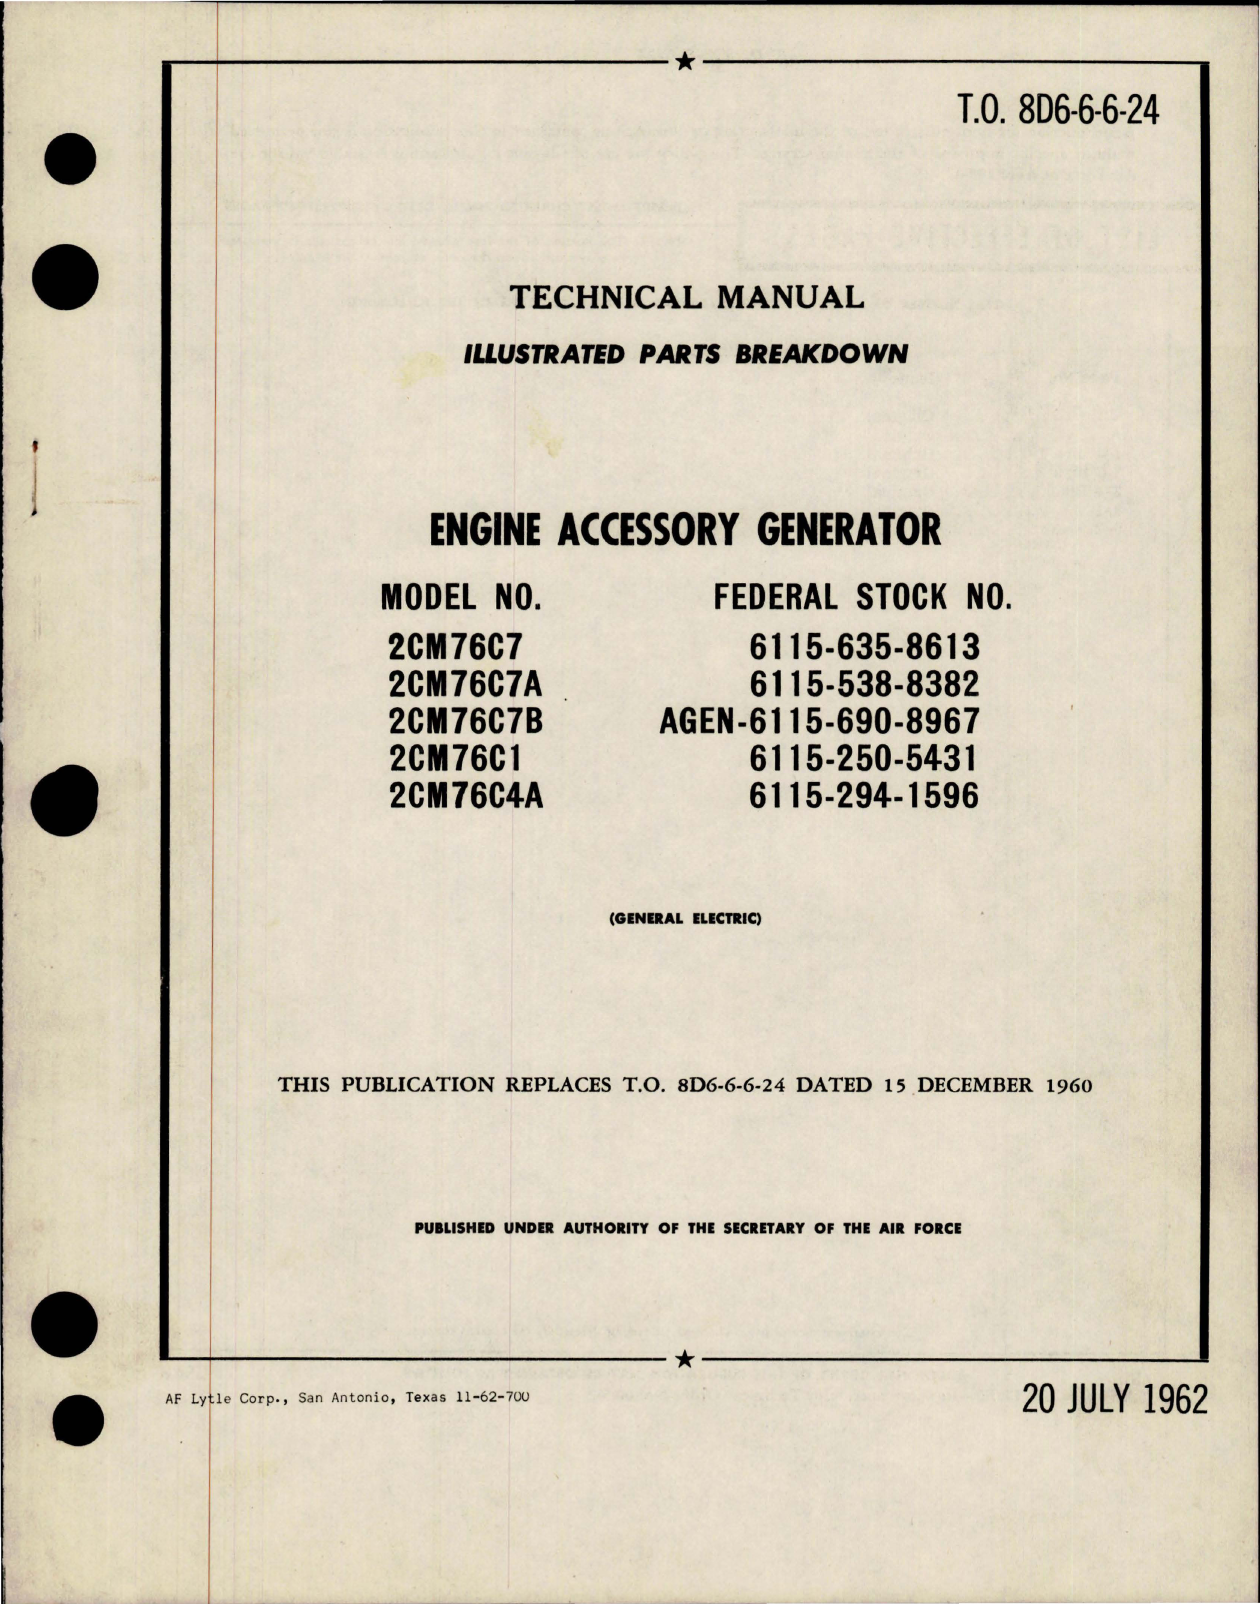 T.O. 8D6-6-6-24
TECHNICAL MANUAL
ILLUSTRATED PARTS BREAKDOWN
ENGINE ACCESSORY GENERATOR
MODEL NO. FEDERAL STOCK NO.
2CM76C7 6115-635-8613
2CM76C7A 6115-538-8382
2CM76C7B AGEN-6115-690-8967
2CM76C1 6115-250-5431
2CM76C4A 6115-294-1596
(GENERAL ELECTRIC)
THIS PUBLICATION REPLACES T.O. 8D6-6-6-24 DATED 15 DECEMBER 1960
PUBLISHED UNDER AUTHORITY OF THE SECRETARY OF THE AIR FORCE
AF Lytle Corp., San Antonio, Texas 11-62-700
20 JULY 1962